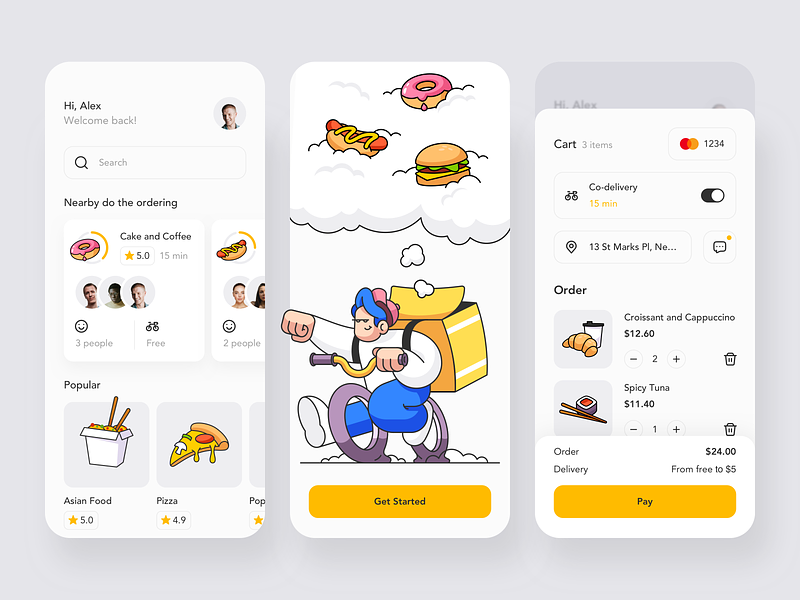 Hi, Alex
Welcome back!
Search
Nearby do the ordering
Cake and Coffee
5.0 15 min
3 people
Free
2 people
Popular
Asian Food
5.0
Pizza
4.9
Pop
Get Started
Hi, Alex
Cart 3 items
1234
Co-delivery
15 min
13 St Marks Pl, Ne...
Order
Croissant and Cappuccino
$12.60
2
Spicy Tuna
$11.40
1
Order $24.00
Delivery From free to $5
Pay